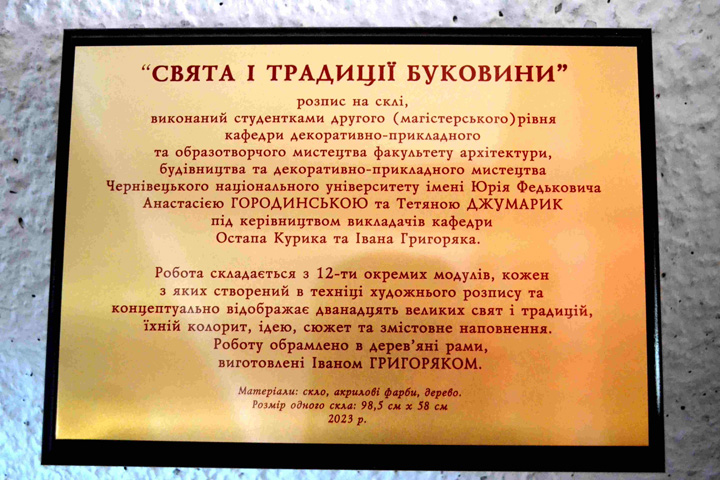 “СВЯТА І ТРАДИЦІЇ БУКОВИНИ”
розпис на склі,
виконаний студентками другого (магістерського)рівня
кафедри декоративно-прикладного
та образотворчого мистецтва факультету архітектури,
будівництва та декоративно-прикладного мистецтва
Чернівецького національного університету імені Юрія Федьковича
Анастасією ГОРОДИНСЬКОЮ та Тетяною ДЖУМАРИК
під керівництвом викладачів кафедри
Остапа Курика та Івана Григоряка.
Робота складається з 12-ти окремих модулів, кожен
з яких створений в техніці художнього розпису та
концептуально відображає дванадцять великих свят і традицій,
їхній колорит, ідею, сюжет та змістовне наповнення.
Роботу обрамлено в дерев’яні рами,
виготовлені Іваном ГРИГОРЯКОМ.
Матеріали: скло, акрилові фарби, дерево.
Розмір одного скла: 98,5 см х 58 см
2023 р.